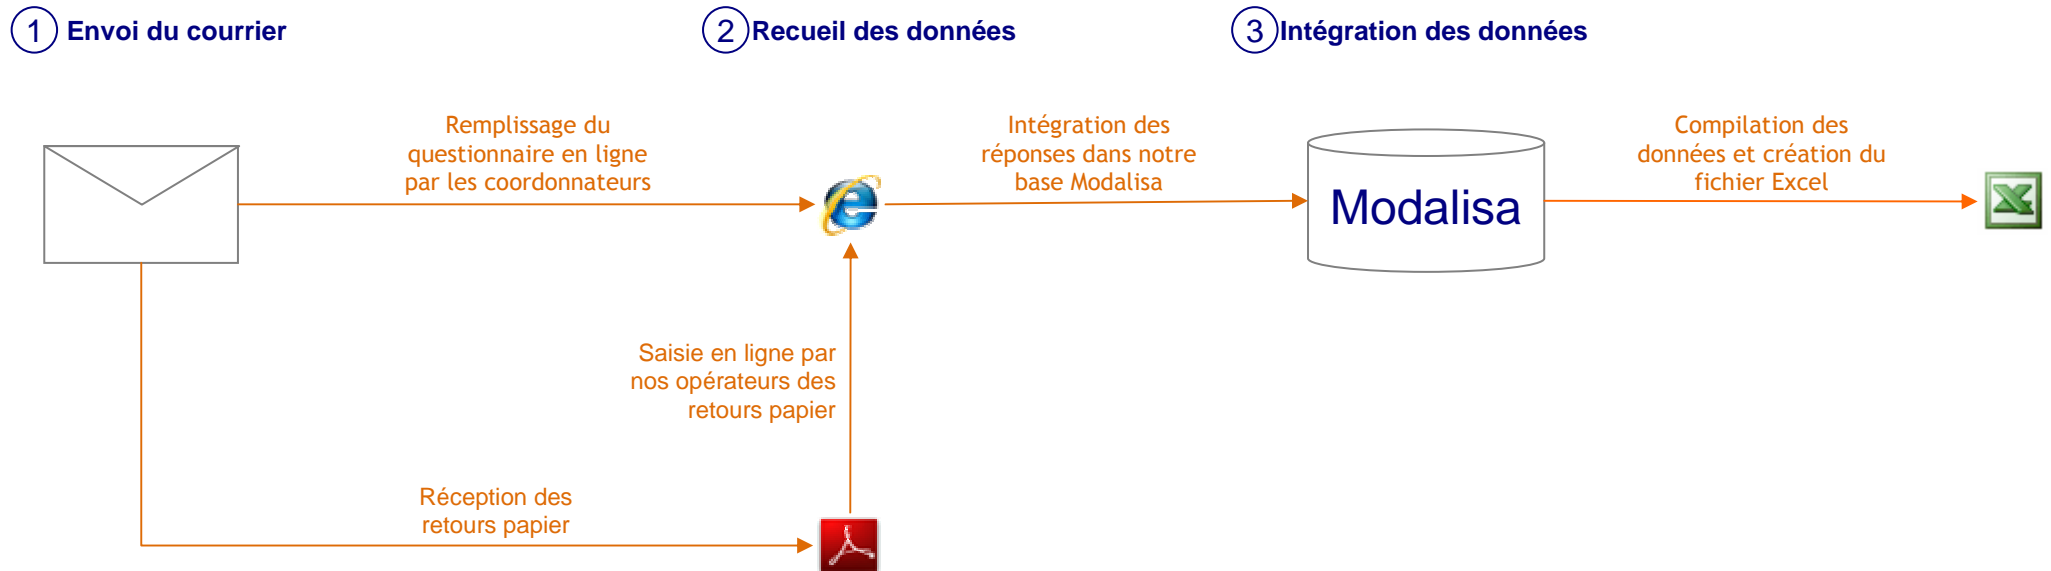 1 Envoi du courrier
2 Recueil des données
3 Intégration des données
Remplissage du
questionnaire en ligne
par les coordonnateurs
Intégration des
réponses dans notre
base Modalisa
Modalisa
Compilation des
données et création du
fichier Excel
Saisie en ligne par
nos opérateurs des
retours papier
Réception des
retours papier